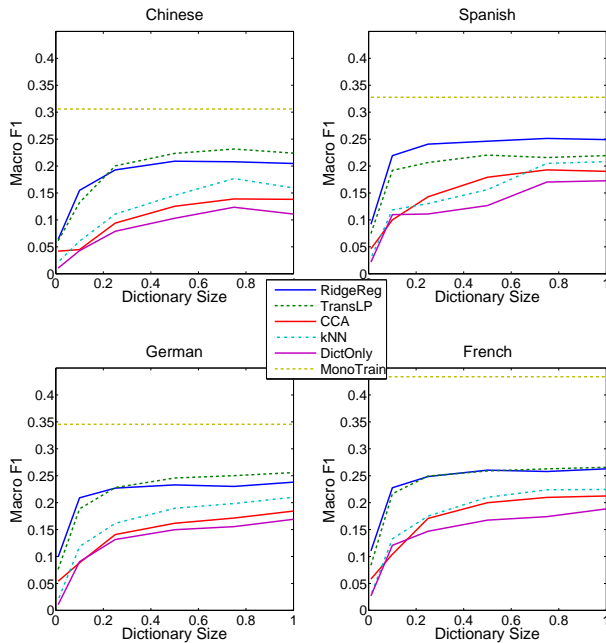 Chinese
0.4
0.35
0.3
0.25
0.2
0.15
0.1
0.05
0
Macro F1
0 0.2 0.4 0.6 0.8 1
Dictionary Size
Spanish
0.4
0.35
0.3
0.25
0.2
0.15
0.1
0.05
0
Macro F1
0 0.2 0.4 0.6 0.8 1
Dictionary Size
RidgeReg
TransLP
CCA
kNN
DictOnly
MonoTrain
German
0.4
0.35
0.3
0.25
0.2
0.15
0.1
0.05
0
Macro F1
0 0.2 0.4 0.6 0.8 1
Dictionary Size
French
0.4
0.35
0.3
0.25
0.2
0.15
0.1
0.05
0
Macro F1
0 0.2 0.4 0.6 0.8 1
Dictionary Size